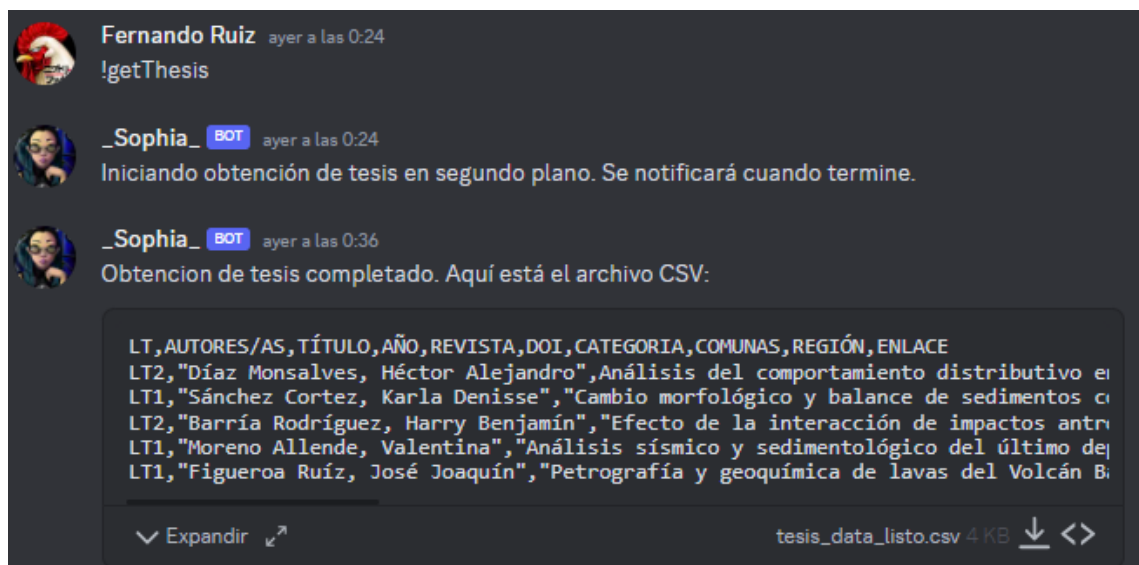 Fernando Ruiz ayer a las 0:24
!getThesis
_Sophia_ BOT ayer a las 0:24
Iniciando obtención de tesis en segundo plano. Se notificará cuando termine.
_Sophia_ BOT ayer a las 0:36
Obtencion de tesis completado. Aquí está el archivo CSV:
LT,AUTORES/AS,TÍTULO,AÑO,REVISTA,DOI,CATEGORIA,COMUNAS,REGIÓN,ENLACE
LT2,"Díaz Monsalves, Héctor Alejandro",Análisis del comportamiento distributivo
LT1,"Sánchez Cortez, Karla Denisse","Cambio morfológico y balance de sedimentos
LT2,"Barría Rodríguez, Harry Benjamín","Efecto de la interacción de impactos
LT1,"Moreno Allende, Valentina","Análisis sísmico y sedimentológico del último
LT1,"Figueroa Ruíz, José Joaquín","Petrografía y geoquímica de lavas del Volcán
Expandir tesis_data_listo.csv 4 KB <>